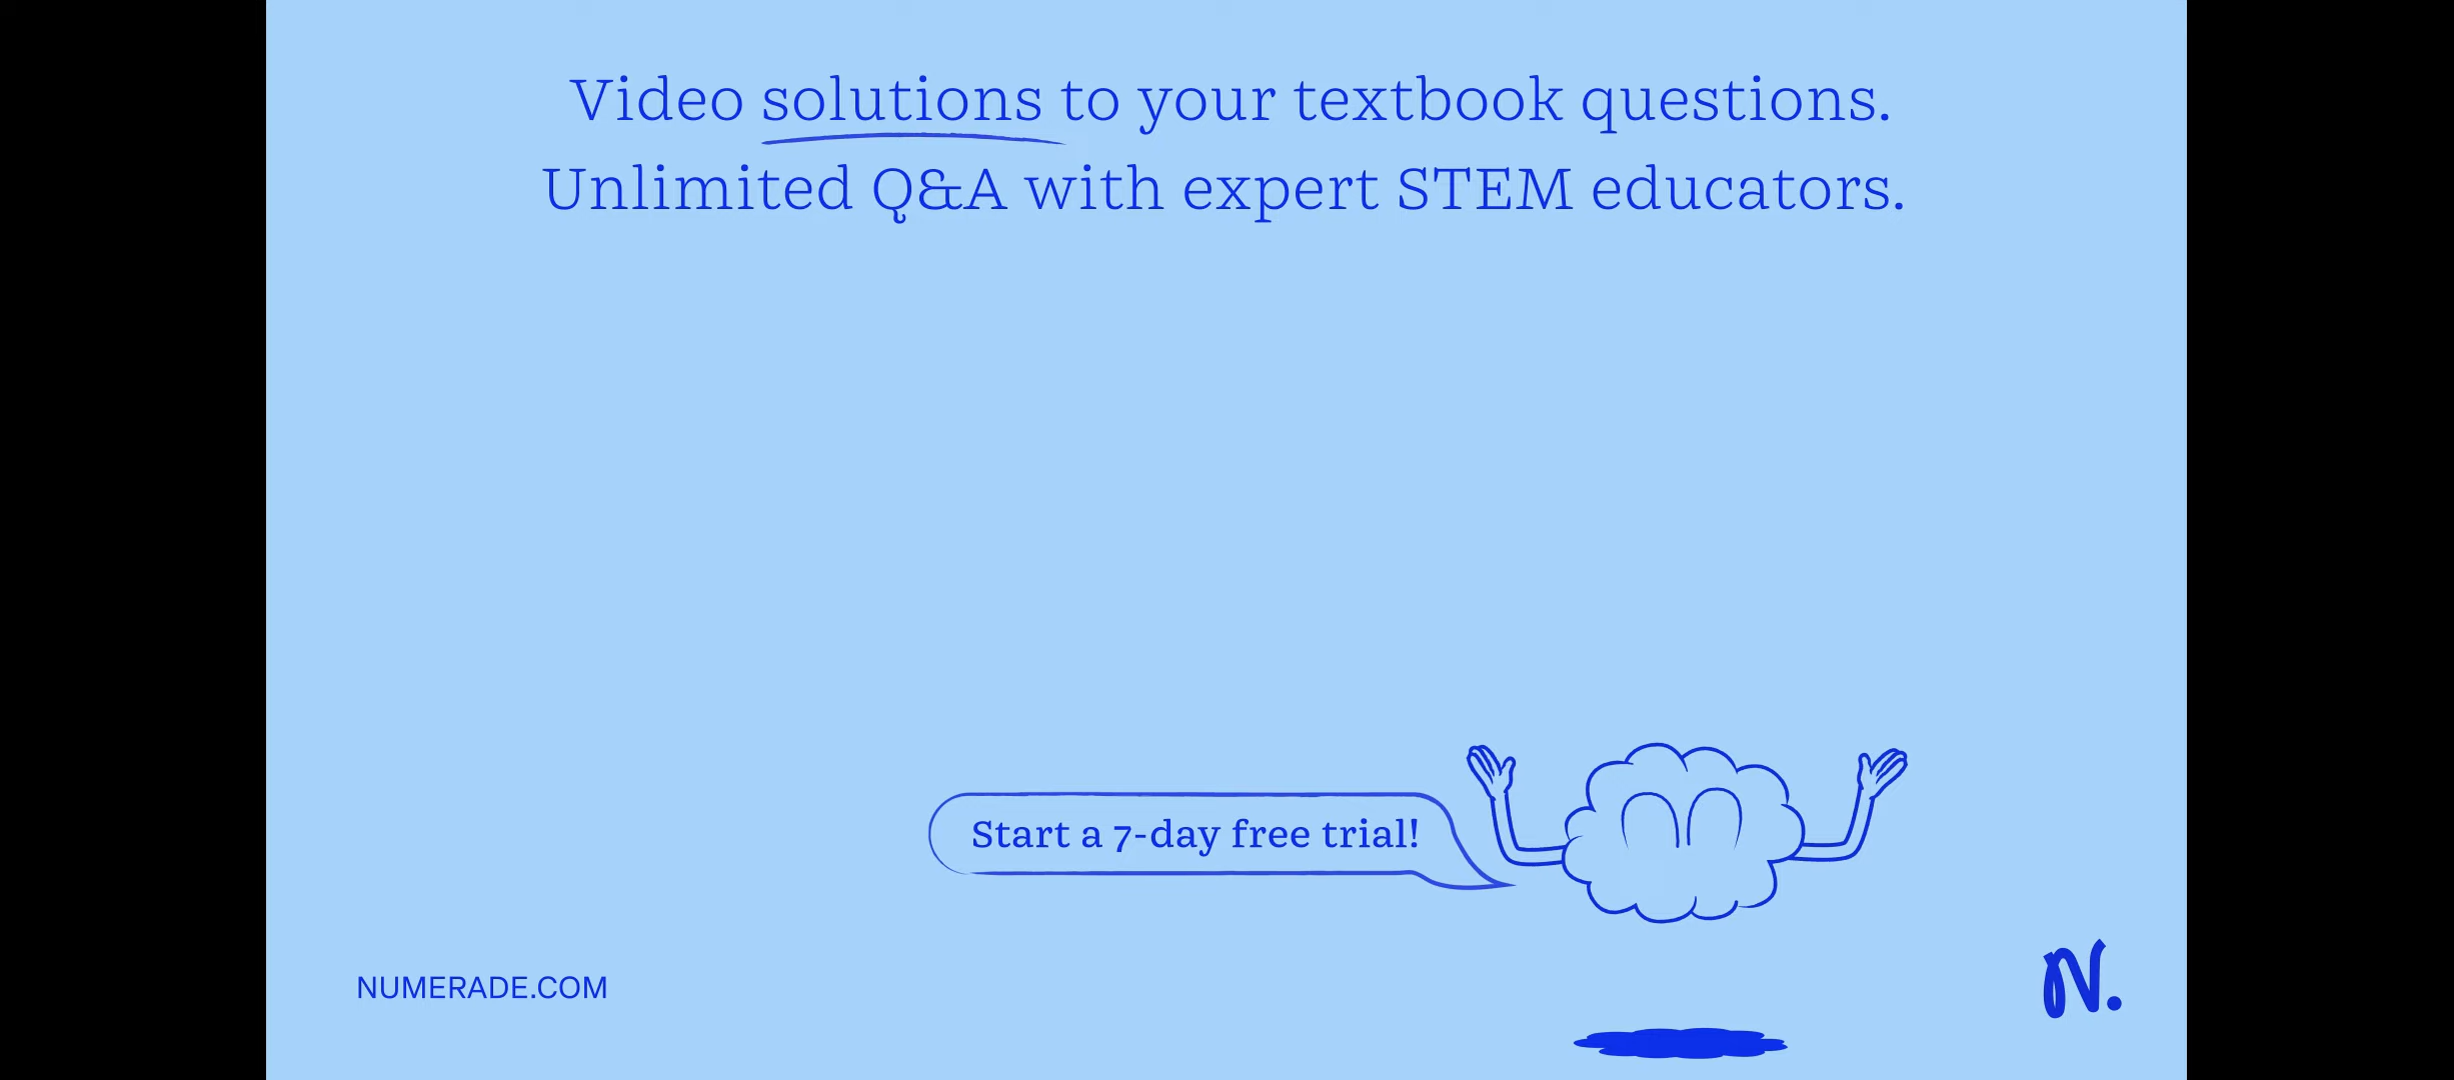 Video solutions to your textbook questions.
Unlimited Q&A with expert STEM educators.
Start a 7-day free trial!
NUMERADE.COM
N.